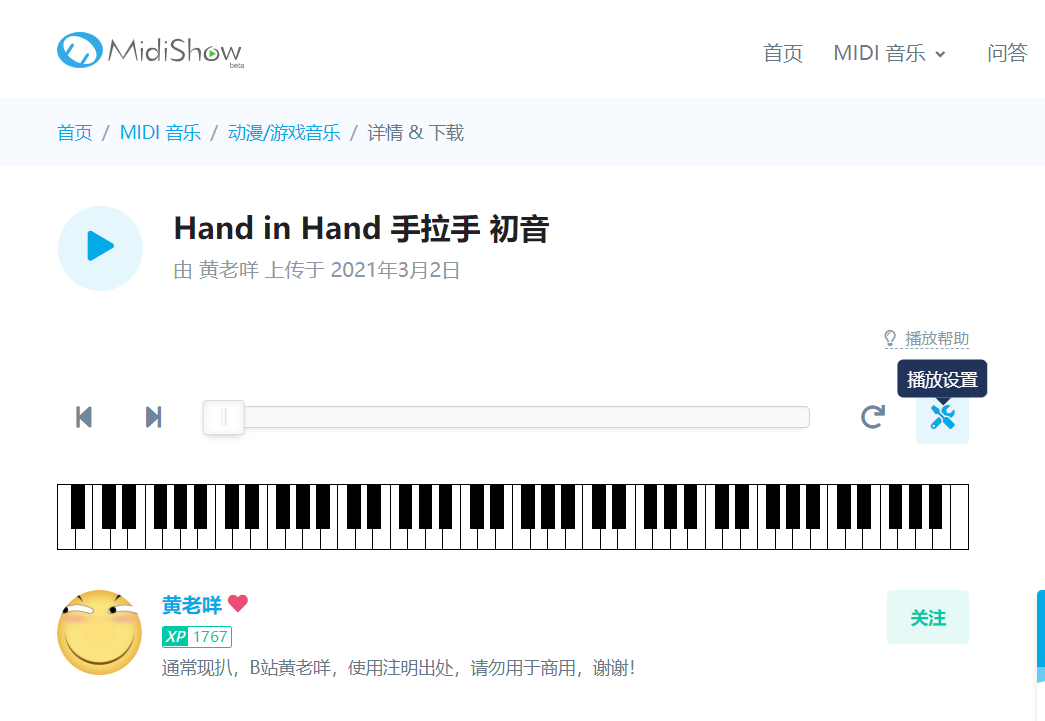 MidiShow
beta
首页 MIDI 音乐 问答
首页 / MIDI 音乐 / 动漫/游戏音乐 / 详情 & 下载
Hand in Hand 手拉手 初音
由 黄老咩 上传于 2021年3月2日
播放帮助
播放设置
黄老咩
XP 1767
通常现扒，B站黄老咩，使用注明出处，请勿用于商用，谢谢！
关注